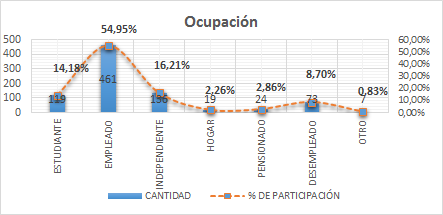 Ocupación
500
400
300
200
100
0
60,00%
50,00%
40,00%
30,00%
20,00%
10,00%
0,00%
14,18%
54,95%
16,21%
2,26%
2,86%
8,70%
0,83%
119
461
136
19
24
73
7
ESTUDIANTE
EMPLEADO
INDEPENDIENTE
HOGAR
PENSIONADO
DESEMPLEADO
OTRO
CANTIDAD
% DE PARTICIPACIÓN